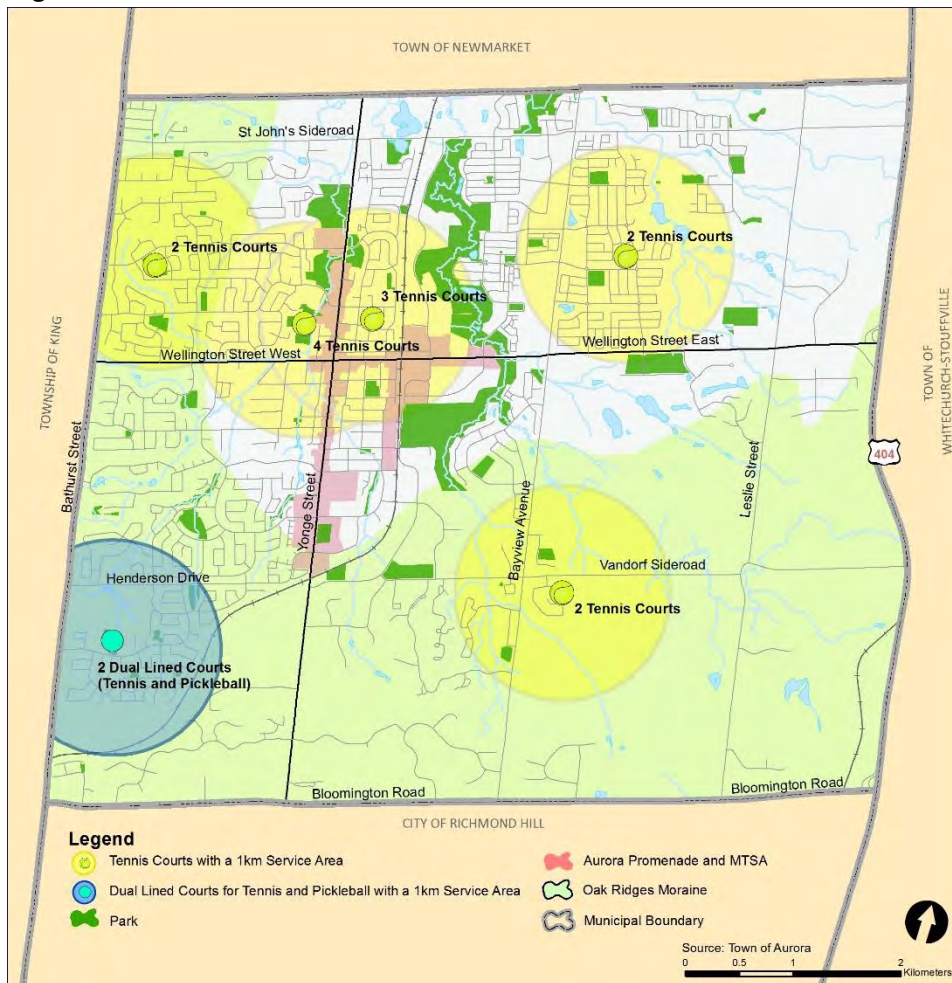 TOWN OF NEWMARKET
St John's Sideroad
2 Tennis Courts
2 Tennis Courts
3 Tennis Courts
4 Tennis Courts
Wellington Street West
Wellington Street East
TOWNSHIP OF KING
TOWN OF
WHITECHURCH-STOUFFVILLE
404
Bathurst Street
Yonge Street
Bayview Avenue
Leslie Street
Henderson Drive
Vandorf Sideroad
2 Tennis Courts
2 Dual Lined Courts
(Tennis and Pickleball)
Bloomington Road
Bloomington Road
CITY OF RICHMOND HILL
Legend
Tennis Courts with a 1km Service Area
Dual Lined Courts for Tennis and Pickleball with a 1km Service Area
Park
Aurora Promenade and MTSA
Oak Ridges Moraine
Municipal Boundary
Source: Town of Aurora
0 0.5 1 2
Kilometers